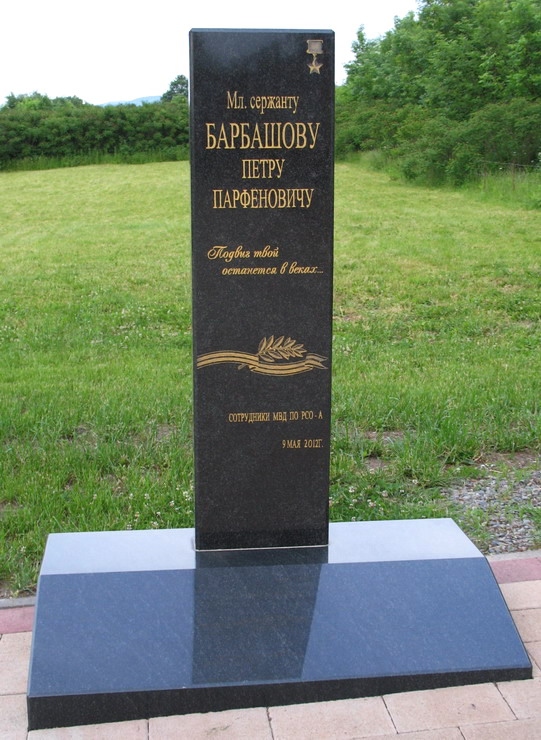 Мл. сержанту
БАРБАШОВУ
ПЕТРУ
ПАРФЕНОВИЧУ
Подвиг твой
останется в веках...
СОТРУДНИКИ МВД ПО РСО-А
9 МАЯ 2012Г.